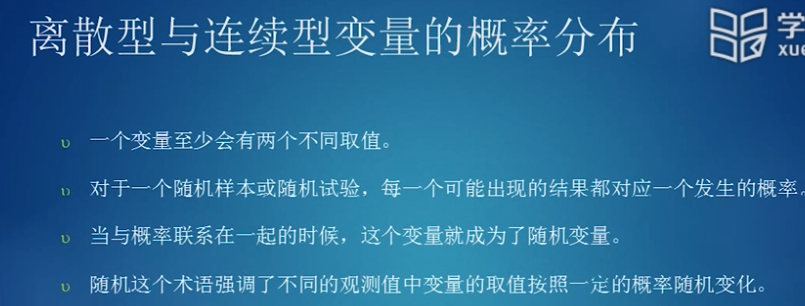 离散型与连续型变量的概率分布
学
xue
一个变量至少会有两个不同取值。
对于一个随机样本或随机试验，每一个可能出现的结果都对应一个发生的概率。
当与概率联系在一起的时候，这个变量就成为了随机变量。
随机这个术语强调了不同的观测值中变量的取值按照一定的概率随机变化。